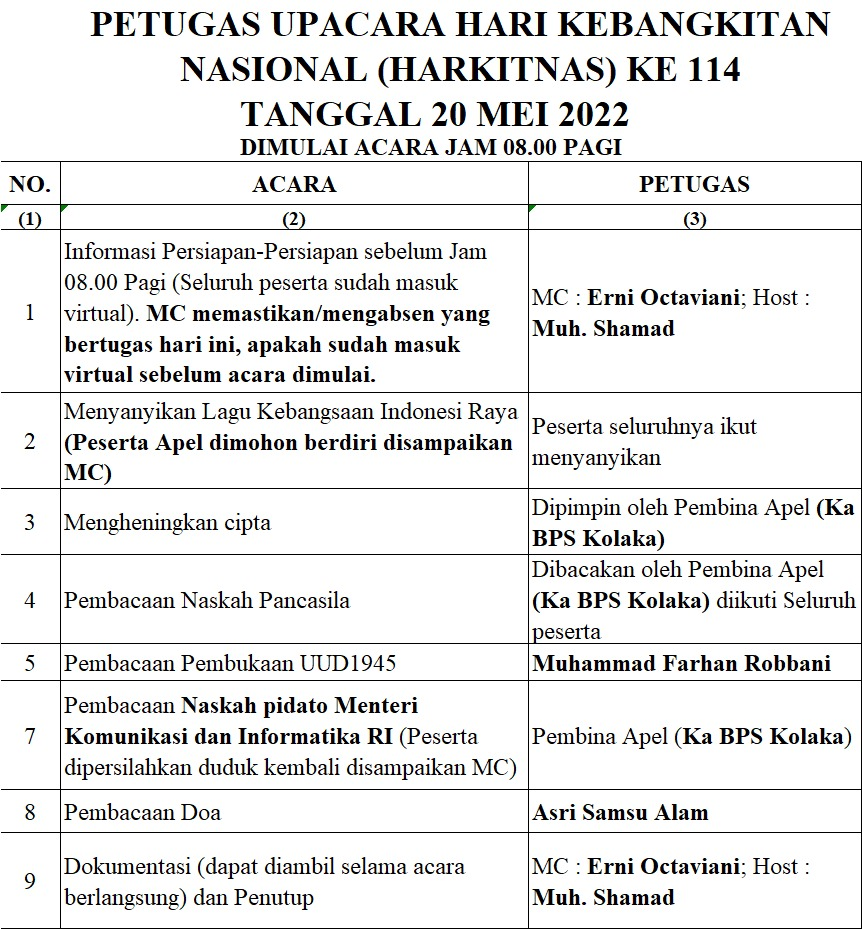 PETUGAS UPACARA HARI KEBANGKITAN
NASIONAL (HARKITNAS) KE 114
TANGGAL 20 MEI 2022
DIMULAI ACARA JAM 08.00 PAGI
NO. ACARA PETUGAS
(1) (2) (3)
1
Informasi Persiapan-Persiapan sebelum Jam
08.00 Pagi (Seluruh peserta sudah masuk
virtual). MC memastikan/mengabsen yang
bertugas hari ini, apakah sudah masuk
virtual sebelum acara dimulai.
MC : Erni Octaviani; Host :
Muh. Shamad
2
Menyanyikan Lagu Kebangsaan Indonesi Raya
(Peserta Apel dimohon berdiri disampaikan
MC)
Peserta seluruhnya ikut
menyanyikan
3
Mengheningkan cipta
Dipimpin oleh Pembina Apel (Ka
BPS Kolaka)
4
Pembacaan Naskah Pancasila
Dibacakan oleh Pembina Apel
(Ka BPS Kolaka) diikuti Seluruh
peserta
5 Pembacaan Pembukaan UUD1945 Muhammad Farhan Robbani
7
Pembacaan Naskah pidato Menteri
Komunikasi dan Informatika RI (Peserta
dipersilahkan duduk kembali disampaikan MC)
Pembina Apel (Ka BPS Kolaka)
8 Pembacaan Doa Asri Samsu Alam
9
Dokumentasi (dapat diambil selama acara
berlangsung) dan Penutup
MC : Erni Octaviani; Host :
Muh. Shamad